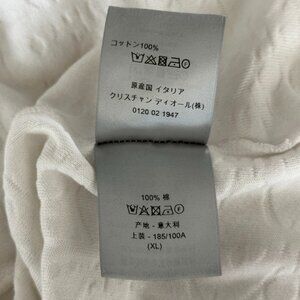 コットン100%
原産国 イタリア
クリスチャン ディオール(株)
0120 02 1947
100% 棉
产地 - 意大利
上装 - 185/100A
(XL)